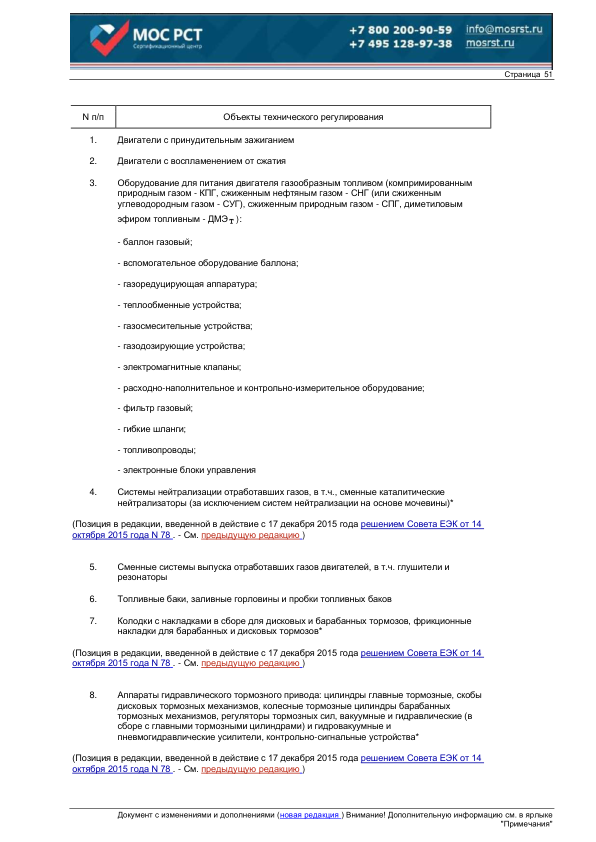 МОС РСТ
Сертификационный центр
+7 800 200-90-59 info@mosrst.ru
+7 495 128-97-38 mosrst.ru
Страница 51
N п/п Объекты технического регулирования
1. Двигатели с принудительным зажиганием
2. Двигатели с воспламенением от сжатия
3. Оборудование для питания двигателя газообразным топливом (компримированным
природным газом - КПГ, сжиженным нефтяным газом - СНГ (или сжиженным
углеводородным газом - СУГ), сжиженным природным газом - СПГ, диметиловым
эфиром топливным - ДМЭт):
- баллон газовый;
- вспомогательное оборудование баллона;
- газоредуцирующая аппаратура;
- теплообменные устройства;
- газосмесительные устройства;
- газодозирующие устройства;
- электромагнитные клапаны;
- расходно-наполнительное и контрольно-измерительное оборудование;
- фильтр газовый;
- гибкие шланги;
- топливопроводы;
- электронные блоки управления
4. Системы нейтрализации отработавших газов, в т.ч., сменные каталитические
нейтрализаторы (за исключением систем нейтрализации на основе мочевины)*
(Позиция в редакции, введенной в действие с 17 декабря 2015 года решением Совета ЕЭК от 14
октября 2015 года N 78 . - См. предыдущую редакцию )
5. Сменные системы выпуска отработавших газов двигателей, в т.ч. глушители и
резонаторы
6. Топливные баки, заливные горловины и пробки топливных баков
7. Колодки с накладками в сборе для дисковых и барабанных тормозов, фрикционные
накладки для барабанных и дисковых тормозов*
(Позиция в редакции, введенной в действие с 17 декабря 2015 года решением Совета ЕЭК от 14
октября 2015 года N 78 . - См. предыдущую редакцию )
8. Аппараты гидравлического тормозного привода: цилиндры главные тормозные, скобы
дисковых тормозных механизмов, колесные тормозные цилиндры барабанных
тормозных механизмов, регуляторы тормозных сил, вакуумные и гидравлические (в
сборе с главными тормозными цилиндрами) и гидровакуумные и
пневмогидравлические усилители, контрольно-сигнальные устройства*
(Позиция в редакции, введенной в действие с 17 декабря 2015 года решением Совета ЕЭК от 14
октября 2015 года N 78 . - См. предыдущую редакцию )
Документ с изменениями и дополнениями (новая редакция ) Внимание! Дополнительную информацию см. в ярлыке
"Примечания"